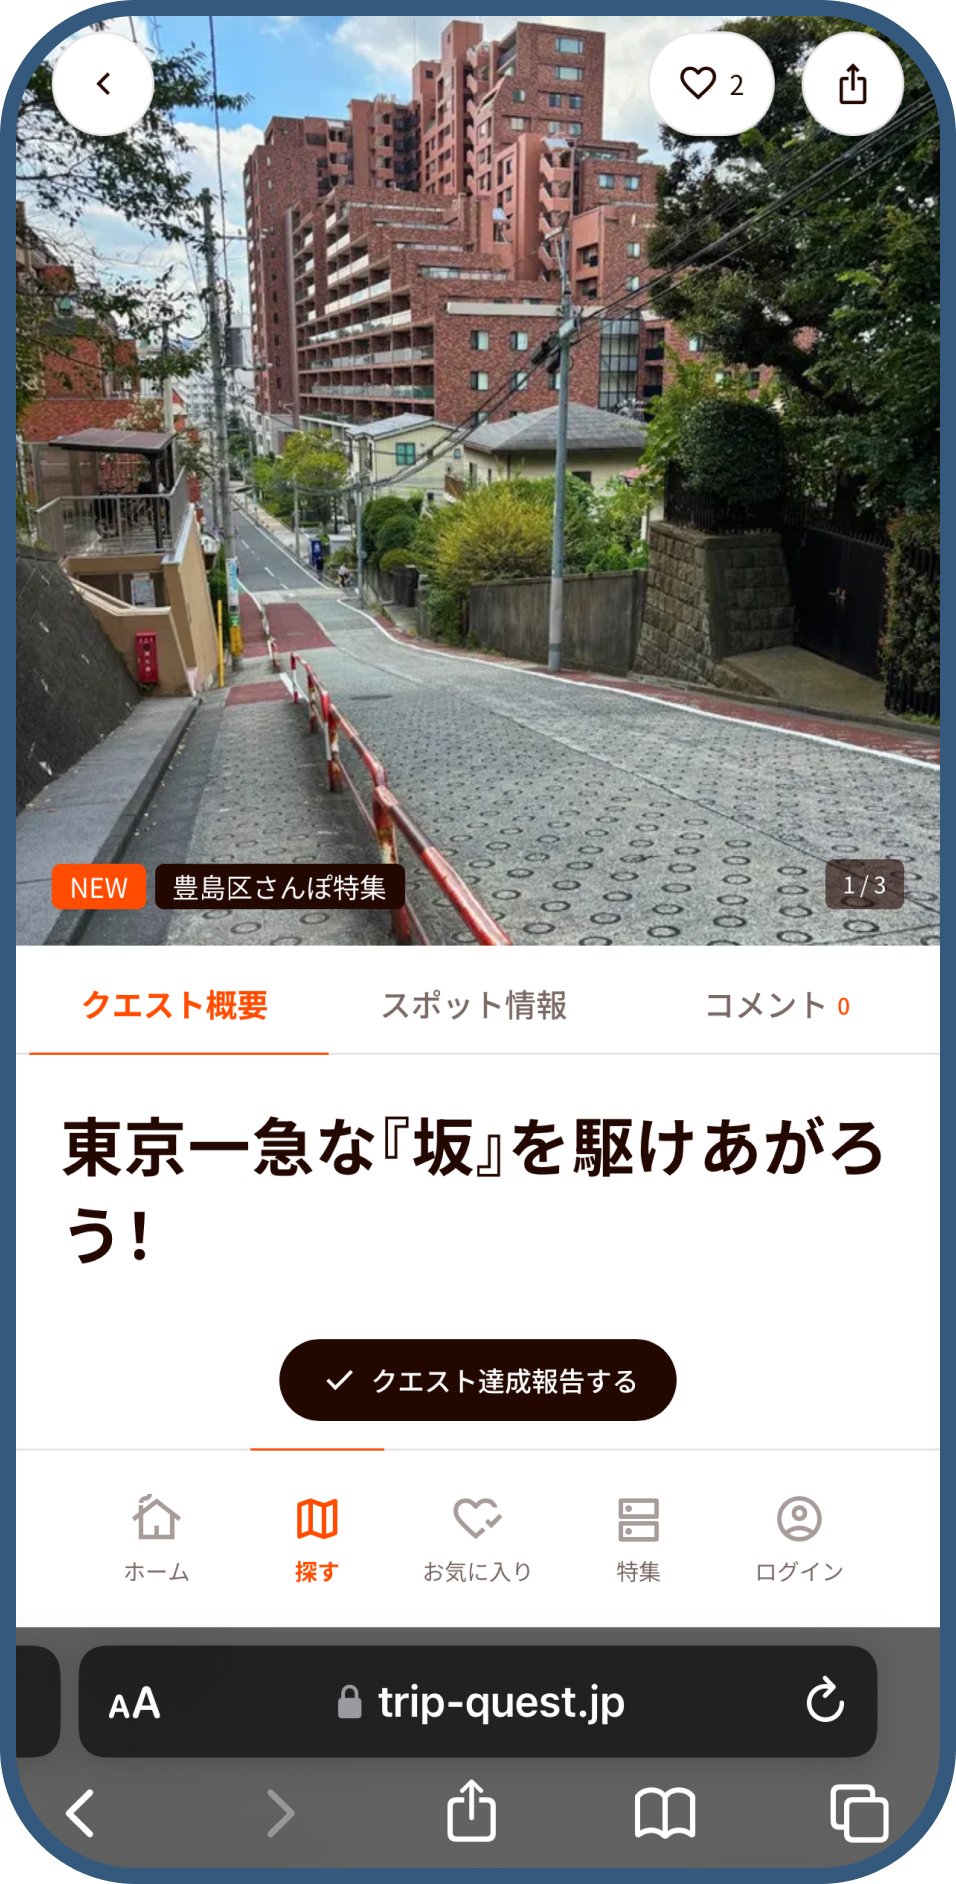 2
NEW 豊島区さんぽ特集
1 / 3
クエスト概要 スポット情報 コメント 0
東京一急な『坂』を駆けあがろ
う！
クエスト達成報告する
ホーム 探す お気に入り 特集 ログイン
AA trip-quest.jp